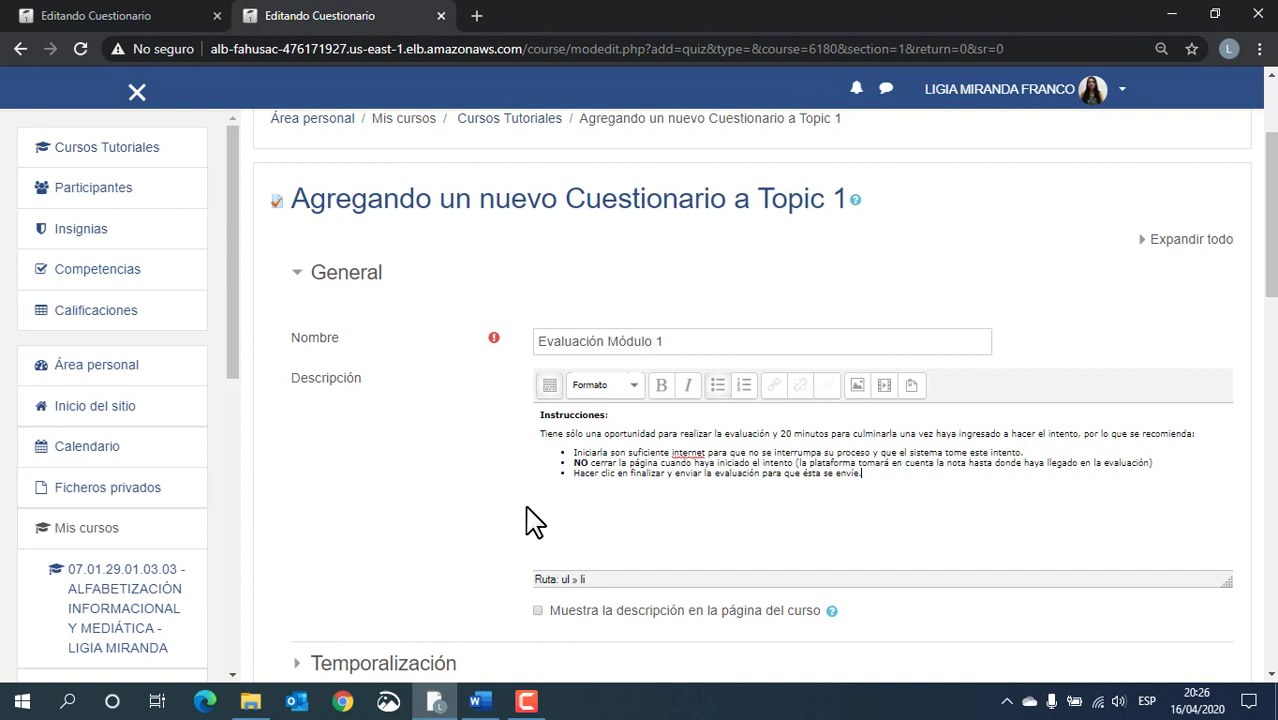 Editando Cuestionario
Editando Cuestionario
No seguro
alb-fahusac-476171927.us-east-1.elb.amazonaws.com/course/modedit.php?add=quiz&type=&course=6180&section=1&return=0&sr=0
L
LIGIA MIRANDA FRANCO
Cursos Tutoriales
Participantes
Insignias
Competencias
Calificaciones
Área personal
Inicio del sitio
Calendario
Ficheros privados
Mis cursos
07.01.29.01.03.03 -
ALFABETIZACIÓN
INFORMACIONAL
Y MEDIÁTICA -
LIGIA MIRANDA
Área personal / Mis cursos / Cursos Tutoriales / Agregando un nuevo Cuestionario a Topic 1
Agregando un nuevo Cuestionario a Topic 1
Expandir todo
General
Nombre
Evaluación Módulo 1
Descripción
Formato
B I
Instrucciones:
Tiene sólo una oportunidad para realizar la evaluación y 20 minutos para culminarla una vez haya ingresado a hacer el intento, por lo que se recomienda:
• Iniciarla son suficiente internet para que no se interrumpa su proceso y que el sistema tome este intento.
• NO cerrar la página cuando haya iniciado el intento (la plataforma tomará en cuenta la nota hasta donde haya llegado en la evaluación)
• Hacer clic en finalizar y enviar la evaluación para que ésta se envíe.
Ruta: ul » li
Muestra la descripción en la página del curso
Temporalización
ESP
20:26
16/04/2020